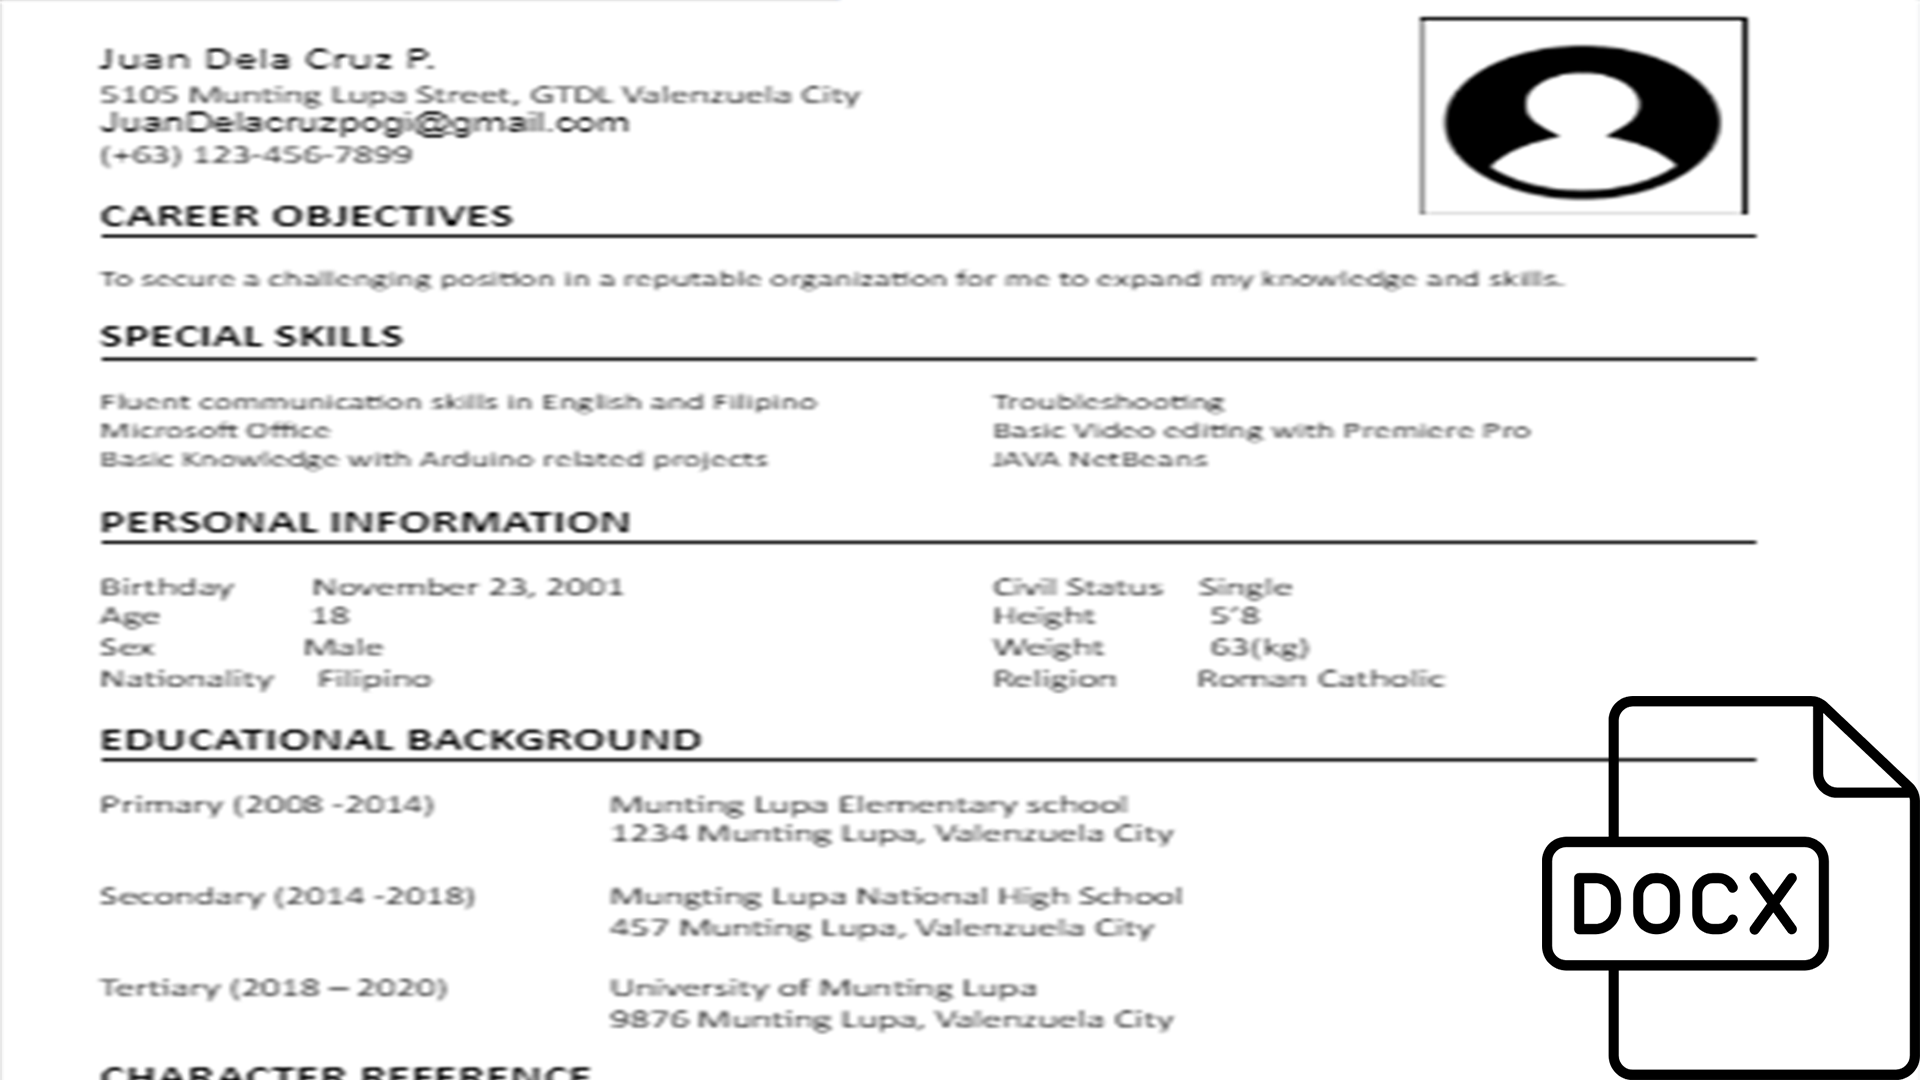 Juan Dela Cruz P.
5105 Munting Lupa Street, GTDL Valenzuela City
JuanDelacruzpogi@gmail.com
(+63) 123-456-7899
CAREER OBJECTIVES
To secure a challenging position in a reputable organization for me to expand my knowledge and skills.
SPECIAL SKILLS
Fluent communication skills in English and Filipino
Troubleshooting
Microsoft Office
Basic Video editing with Premiere Pro
Basic Knowledge with Arduino related projects
JAVA NetBeans
PERSONAL INFORMATION
Birthday November 23, 2001
Civil Status Single
Age 18
Height 5'8
Sex Male
Weight 63(kg)
Nationality Filipino
Religion Roman Catholic
EDUCATIONAL BACKGROUND
Primary (2008 -2014) Munting Lupa Elementary school
1234 Munting Lupa, Valenzuela City
Secondary (2014 -2018) Mungting Lupa National High School
457 Munting Lupa, Valenzuela City
Tertiary (2018 – 2020) University of Munting Lupa
9876 Munting Lupa, Valenzuela City
CHARACTER REFERENCE
DOCX